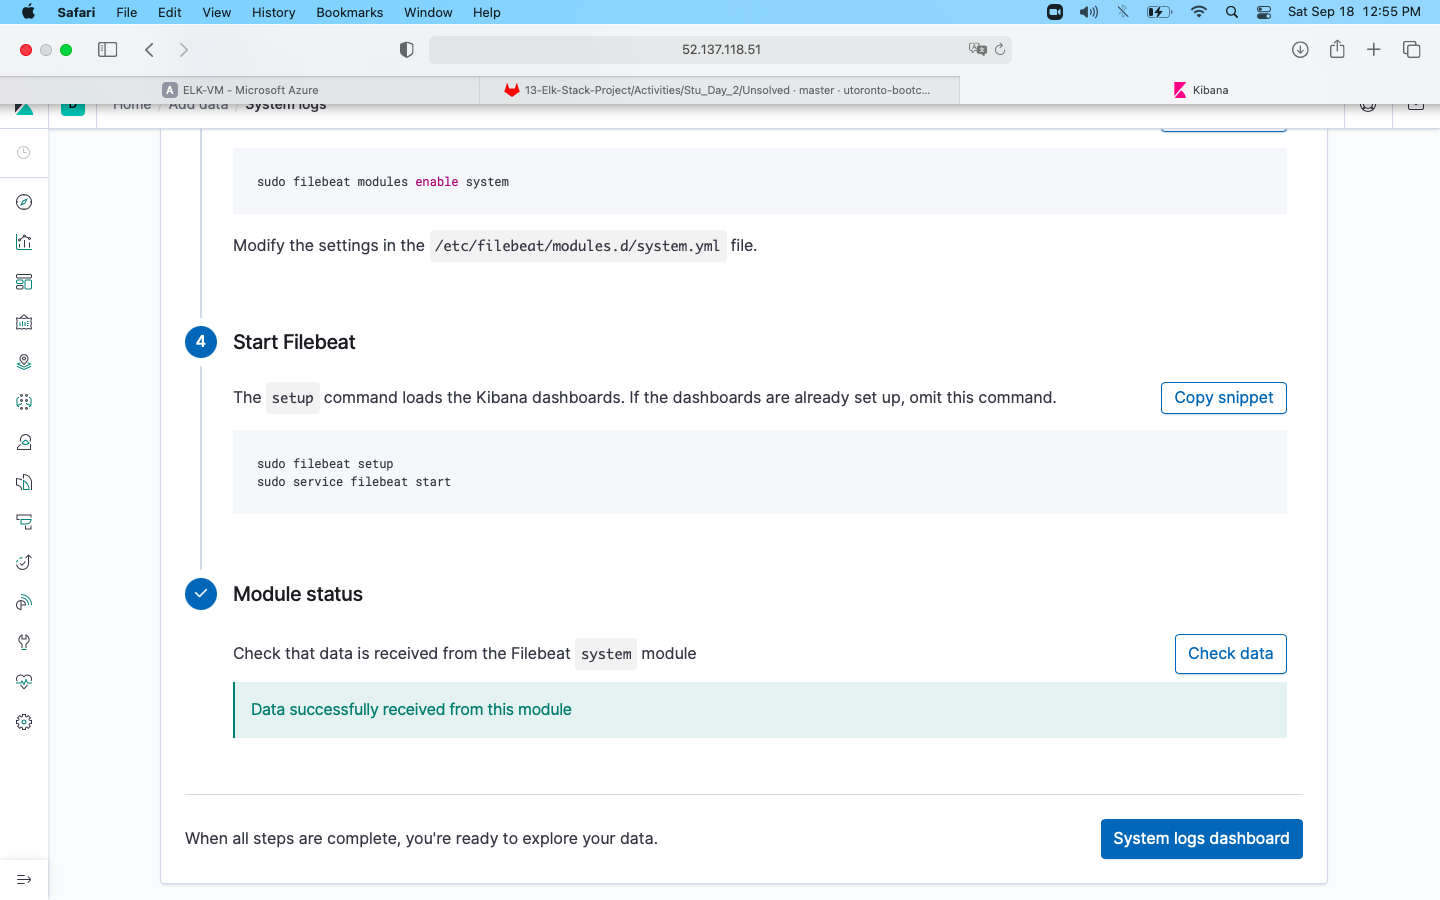 Safari File Edit View History Bookmarks Window Help Sat Sep 18 12:55 PM
52.137.118.51
A ELK-VM - Microsoft Azure
13-Elk-Stack-Project/Activities/Stu_Day_2/Unsolved · master · utoronto-bootc...
Kibana
Home / Add data / System logs
sudo filebeat modules enable system
Modify the settings in the /etc/filebeat/modules.d/system.yml file.
4 Start Filebeat
The setup command loads the Kibana dashboards. If the dashboards are already set up, omit this command.
Copy snippet
sudo filebeat setup
sudo service filebeat start
Module status
Check that data is received from the Filebeat system module
Check data
Data successfully received from this module
When all steps are complete, you're ready to explore your data.
System logs dashboard